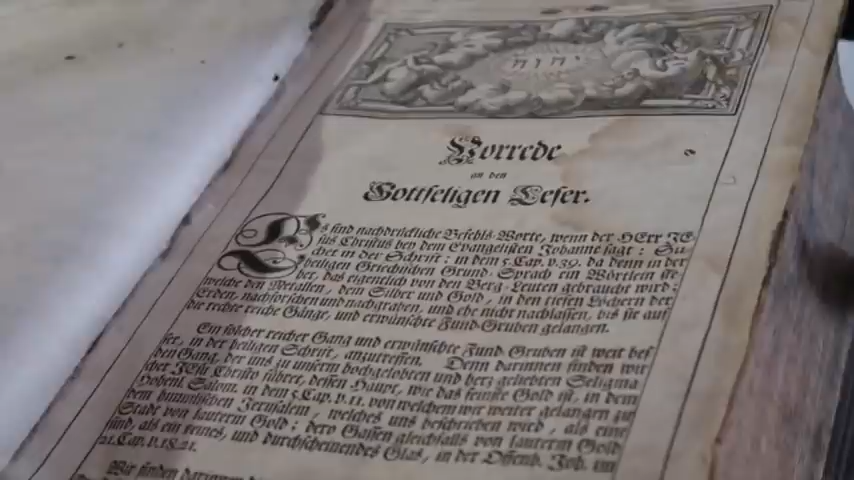 יהוה
Vorrede
an den
Gottseligen Leser.
Es sind nachdrückliche Befehls-Worte, wenn der HErr JE-
sus Christus bey dem Evangelisten Johanne sagt: Su-
chet in der Schrift: in dem 5. Cap. v. 39. da denn in der
heiligen Griechischen Grund-Sprach ein Wörtlein ste-
het, das eigentlich von den Berg-Leuten gebraucht wird;
welche den Metallen, dem Silber und Gold, in den tiefen Löchern der
Erden, nachforschen und nachgraben, und ehe nicht nachlassen, bis sie auf
die rechte reiche Gänge, und erwünschte Fund-Gruben gelangen.
Ein solcher reicher Gang und erwünschte Fund-Gruben ist weit bes-
ser, in der heiligen Schrift, anzutreffen. Denn darinnen finden wir
den Gang, der uns zu unserm hochgelobten und herz geliebten Seligma-
cher JEsu Christo führet, dessen Haupt, wie das feinste Gold ist, in dem
Hohenl. Salom. in dem 5. Cap. v. 11. von welchem wir weiter gelangen zu
dem himmlischen Jerusalem, welches uns beschrieben wird, als eine
Stadt von lauterm Gold; dero Gassen gleichfalls von lauterm Gold
sind, als ein reines, und durchscheinendes Glas, in der Offenb. Joh. im
21. Cap. v. 18. 21.
Wir finden darinnen